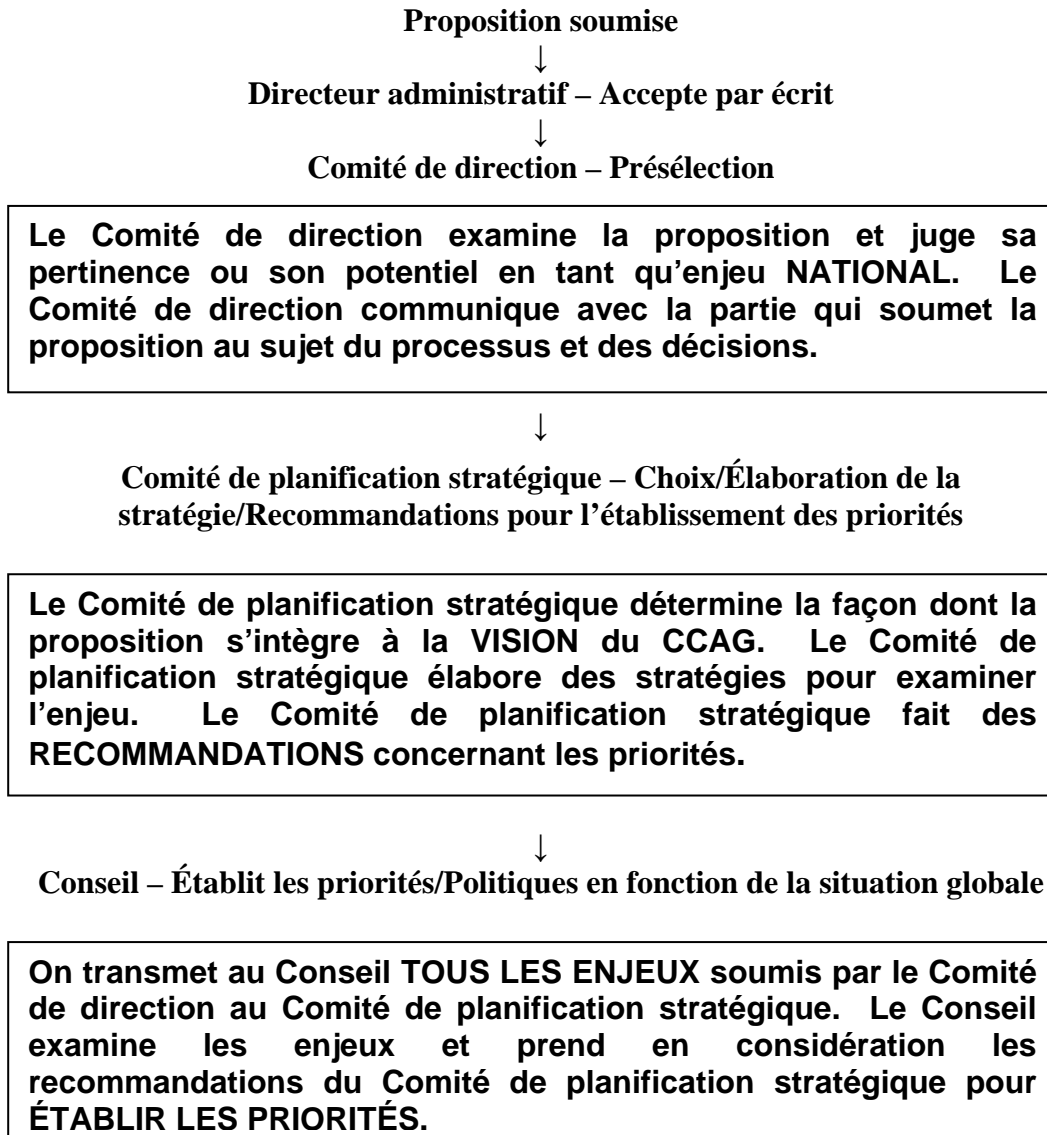 Proposition soumise
↓
Directeur administratif – Accepte par écrit
↓
Comité de direction – Présélection
Le Comité de direction examine la proposition et juge sa
pertinence ou son potentiel en tant qu’enjeu NATIONAL. Le
Comité de direction communique avec la partie qui soumet la
proposition au sujet du processus et des décisions.
↓
Comité de planification stratégique – Choix/Élaboration de la
stratégie/Recommandations pour l’établissement des priorités
Le Comité de planification stratégique détermine la façon dont la
proposition s’intègre à la VISION du CCAG. Le Comité de
planification stratégique élabore des stratégies pour examiner
l’enjeu. Le Comité de planification stratégique fait des
RECOMMANDATIONS concernant les priorités.
↓
Conseil – Établit les priorités/Politiques en fonction de la situation globale
On transmet au Conseil TOUS LES ENJEUX soumis par le Comité
de direction au Comité de planification stratégique. Le Conseil
examine les enjeux et prend en considération les
recommandations du Comité de planification stratégique pour
ÉTABLIR LES PRIORITÉS.